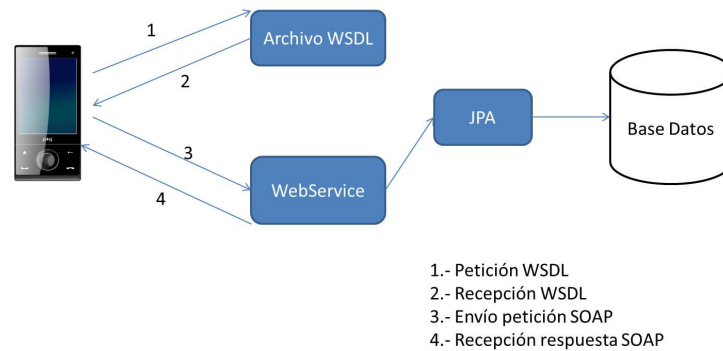 1
Archivo WSDL
2
JPA
Base Datos
3
WebService
4
1.- Petición WSDL
2.- Recepción WSDL
3.- Envío petición SOAP
4.- Recepción respuesta SOAP